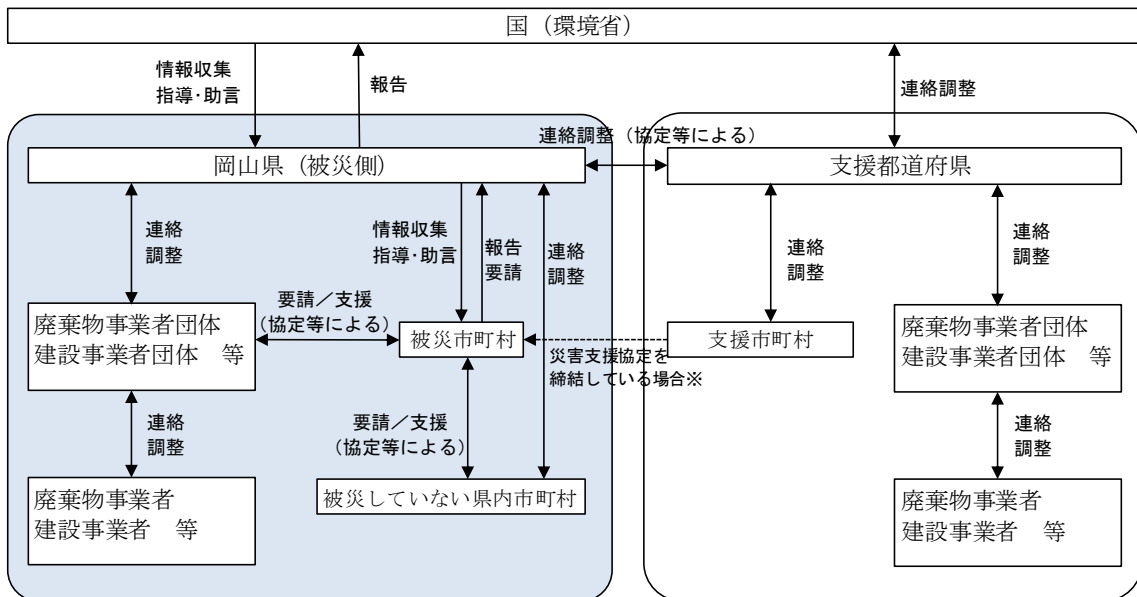 国（環境省）
情報収集
指導・助言
報告
連絡調整
連絡調整（協定等による）
岡山県（被災側）
支援都道府県
連絡
調整
情報収集
指導・助言
報告
要請
連絡
調整
連絡
調整
連絡
調整
廃棄物事業者団体
建設事業者団体　等
要請／支援
（協定等による）
被災市町村
災害支援協定を
締結している場合※
支援市町村
廃棄物事業者団体
建設事業者団体　等
連絡
調整
要請／支援
（協定等による）
連絡
調整
廃棄物事業者
建設事業者　等
被災していない県内市町村
廃棄物事業者
建設事業者　等